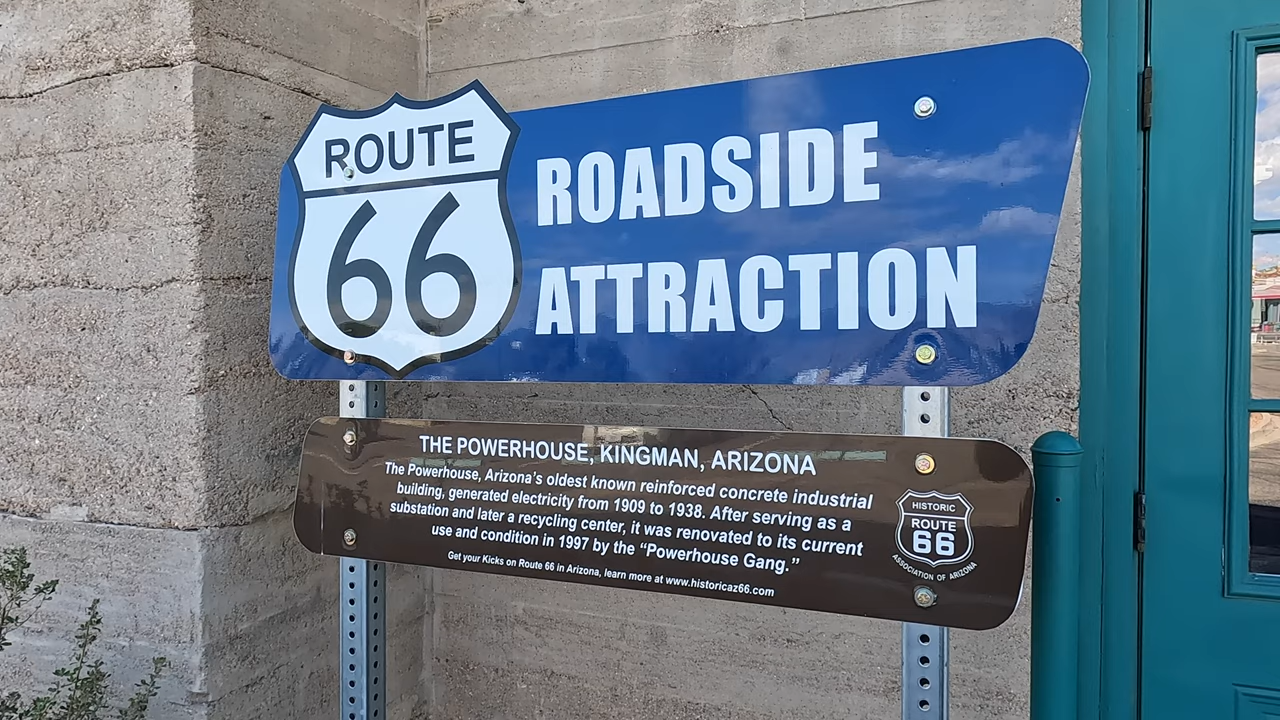 ROUTE
66
ROADSIDE
ATTRACTION
THE POWERHOUSE, KINGMAN, ARIZONA
The Powerhouse, Arizona's oldest known reinforced concrete industrial
building, generated electricity from 1909 to 1938. After serving as a
substation and later a recycling center, it was renovated to its current
use and condition in 1997 by the “Powerhouse Gang.”
Get your Kicks on Route 66 in Arizona, learn more at www.historicaz66.com
HISTORIC
ROUTE
66
ASSOCIATION OF ARIZONA